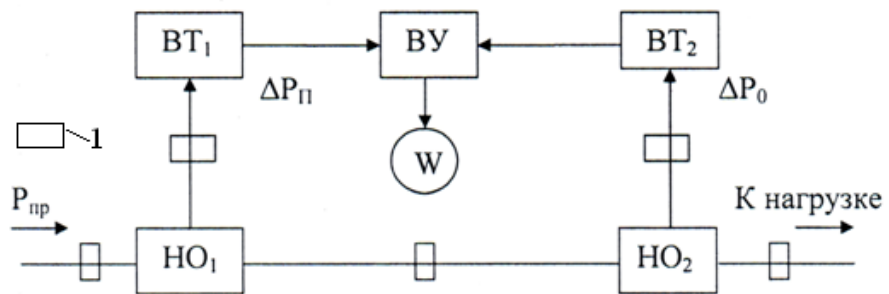 ВТ₁ ВУ ВТ₂
ΔPП ΔP₀
1
W
Pпр К нагрузке
НО₁ НО₂